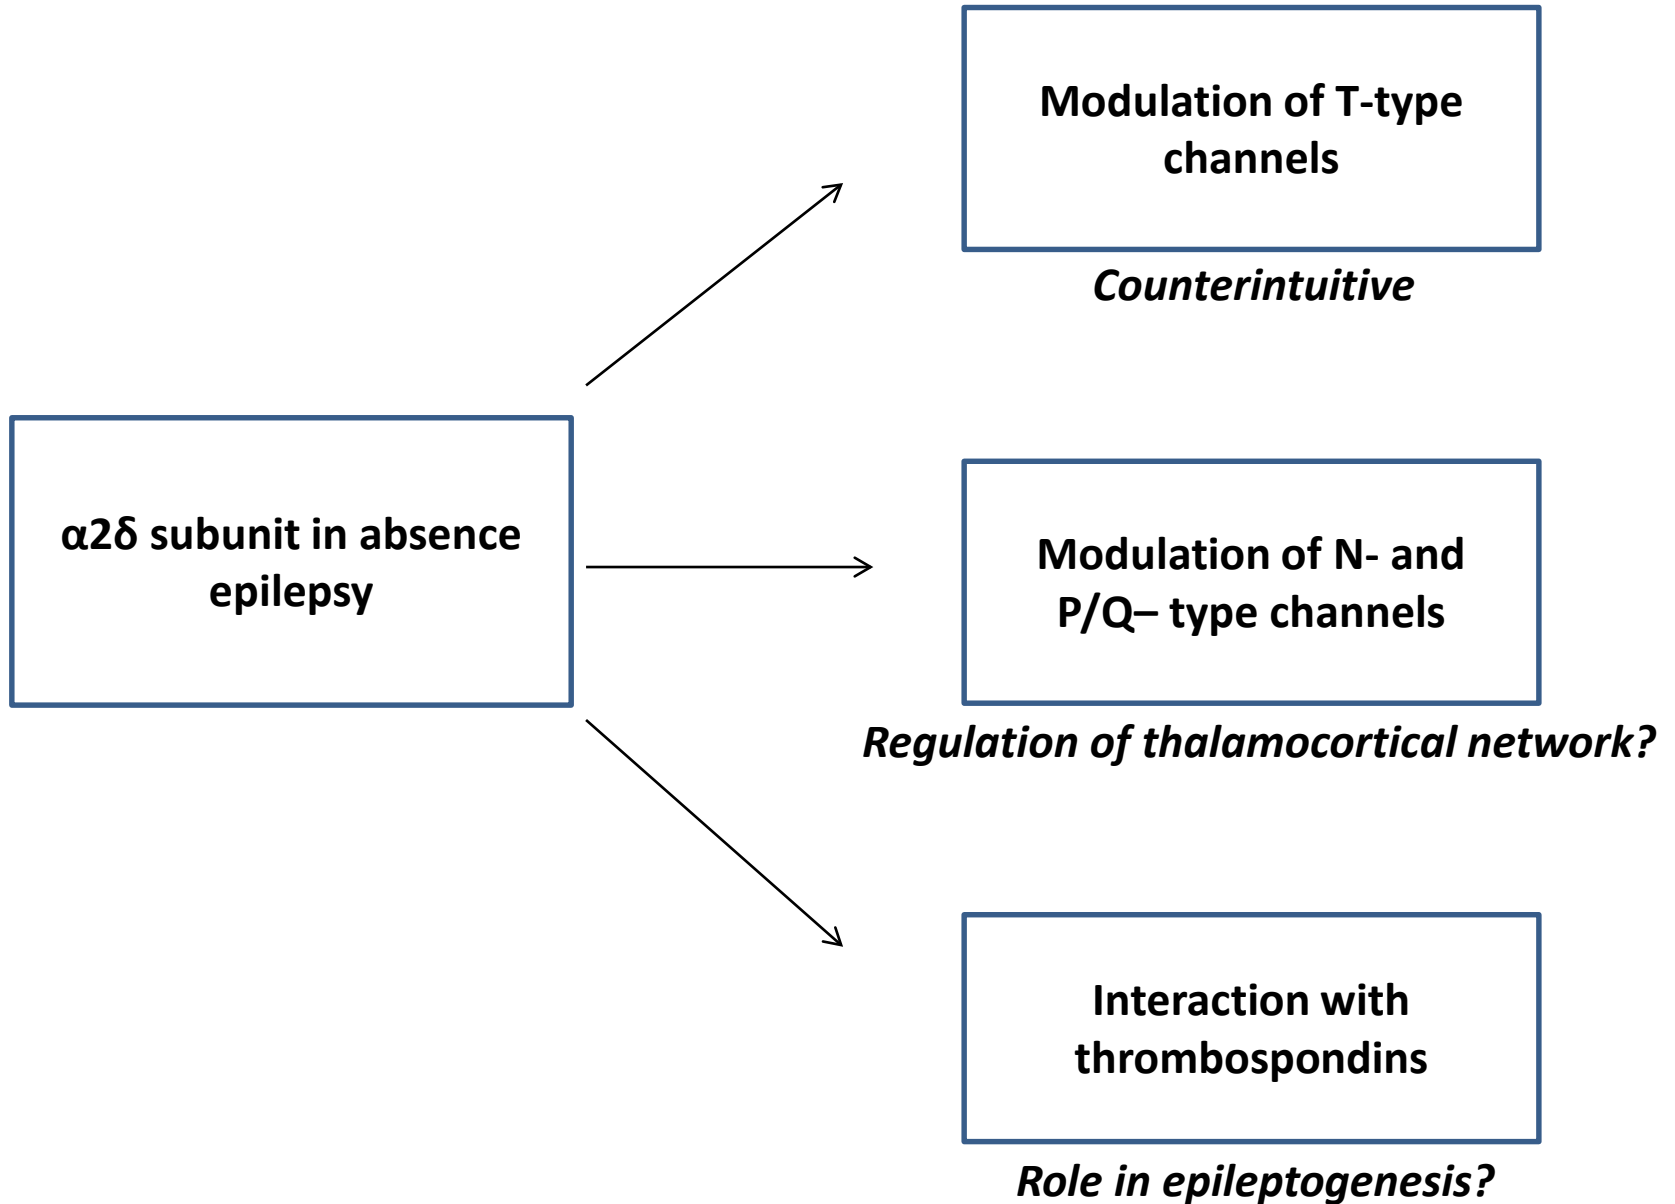 Modulation of T-type
channels
Counterintuitive
α2δ subunit in absence
epilepsy
Modulation of N- and
P/Q– type channels
Regulation of thalamocortical network?
Interaction with
thrombospondins
Role in epileptogenesis?